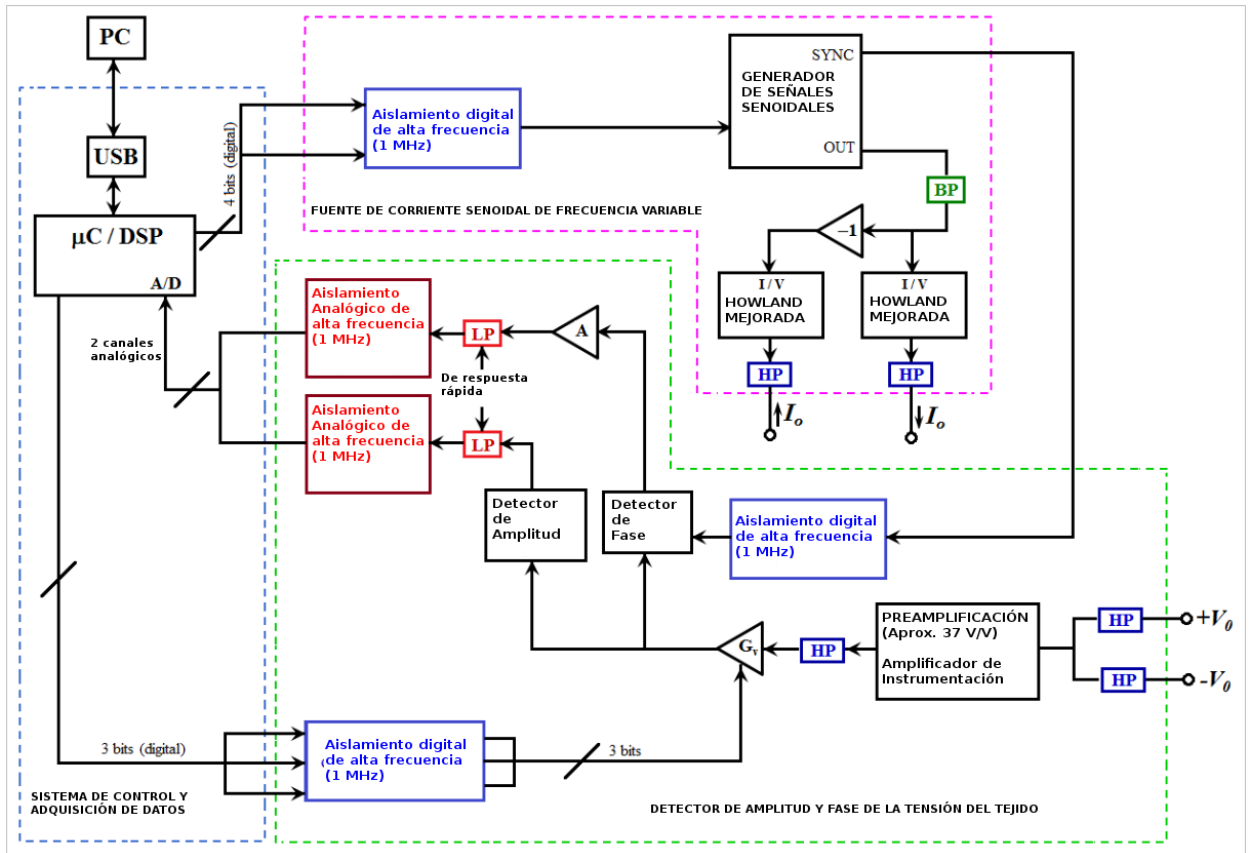 PC
SYNC
GENERADOR
DE SEÑALES
SENOIDALES
OUT
Aislamiento digital
de alta frecuencia
(1 MHz)
USB
4 bits (digital)
BP
FUENTE DE CORRIENTE SENOIDAL DE FRECUENCIA VARIABLE
µC / DSP
A/D
–1
I / V
HOWLAND
MEJORADA
I / V
HOWLAND
MEJORADA
Aislamiento
Analógico de
alta frecuencia
(1 MHz)
LP
A
2 canales
analógicos
De respuesta
rápida
HP
HP
Io
Io
Aislamiento
Analógico de
alta frecuencia
(1 MHz)
LP
Detector
de
Amplitud
Detector
de
Fase
Aislamiento digital
de alta frecuencia
(1 MHz)
PREAMPLIFICACIÓN
(Aprox. 37 V/V)
Amplificador de
Instrumentación
HP
+V0
HP
-V0
HP
Gv
3 bits (digital)
Aislamiento digital
de alta frecuencia
(1 MHz)
3 bits
SISTEMA DE CONTROL Y
ADQUISICIÓN DE DATOS
DETECTOR DE AMPLITUD Y FASE DE LA TENSIÓN DEL TEJIDO